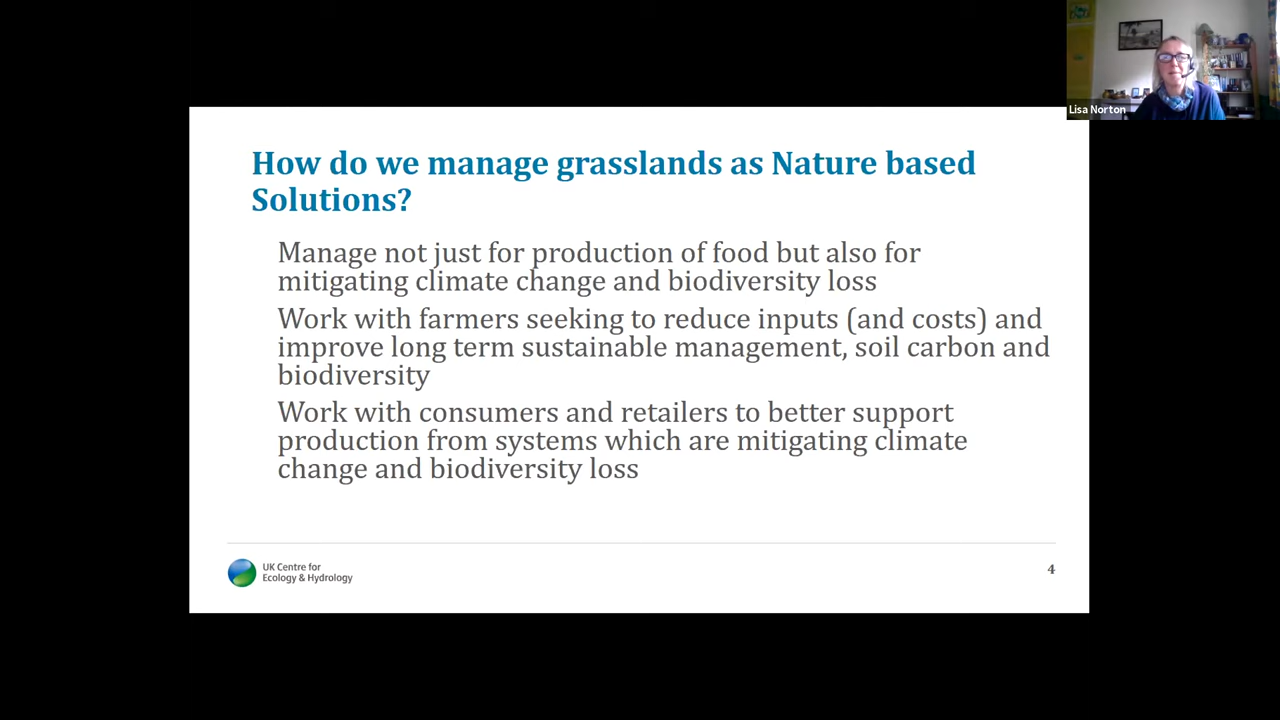 Lisa Norton
How do we manage grasslands as Nature based
Solutions?
Manage not just for production of food but also for
mitigating climate change and biodiversity loss
Work with farmers seeking to reduce inputs (and costs) and
improve long term sustainable management, soil carbon and
biodiversity
Work with consumers and retailers to better support
production from systems which are mitigating climate
change and biodiversity loss
UK Centre for
Ecology & Hydrology
4